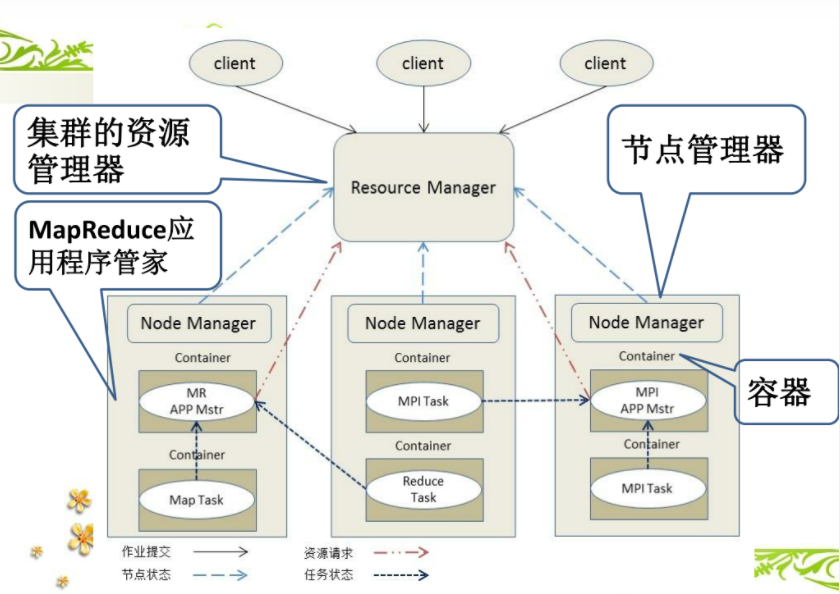 client
client
client
集群的资源
管理器
节点管理器
Resource Manager
MapReduce应
用程序管家
Node Manager
Node Manager
Node Manager
Container
Container
Container
MR
APP Mstr
MPI Task
MPI
APP Mstr
容器
Container
Container
Container
Map Task
Reduce
Task
MPI Task
作业提交
资源请求
节点状态
任务状态